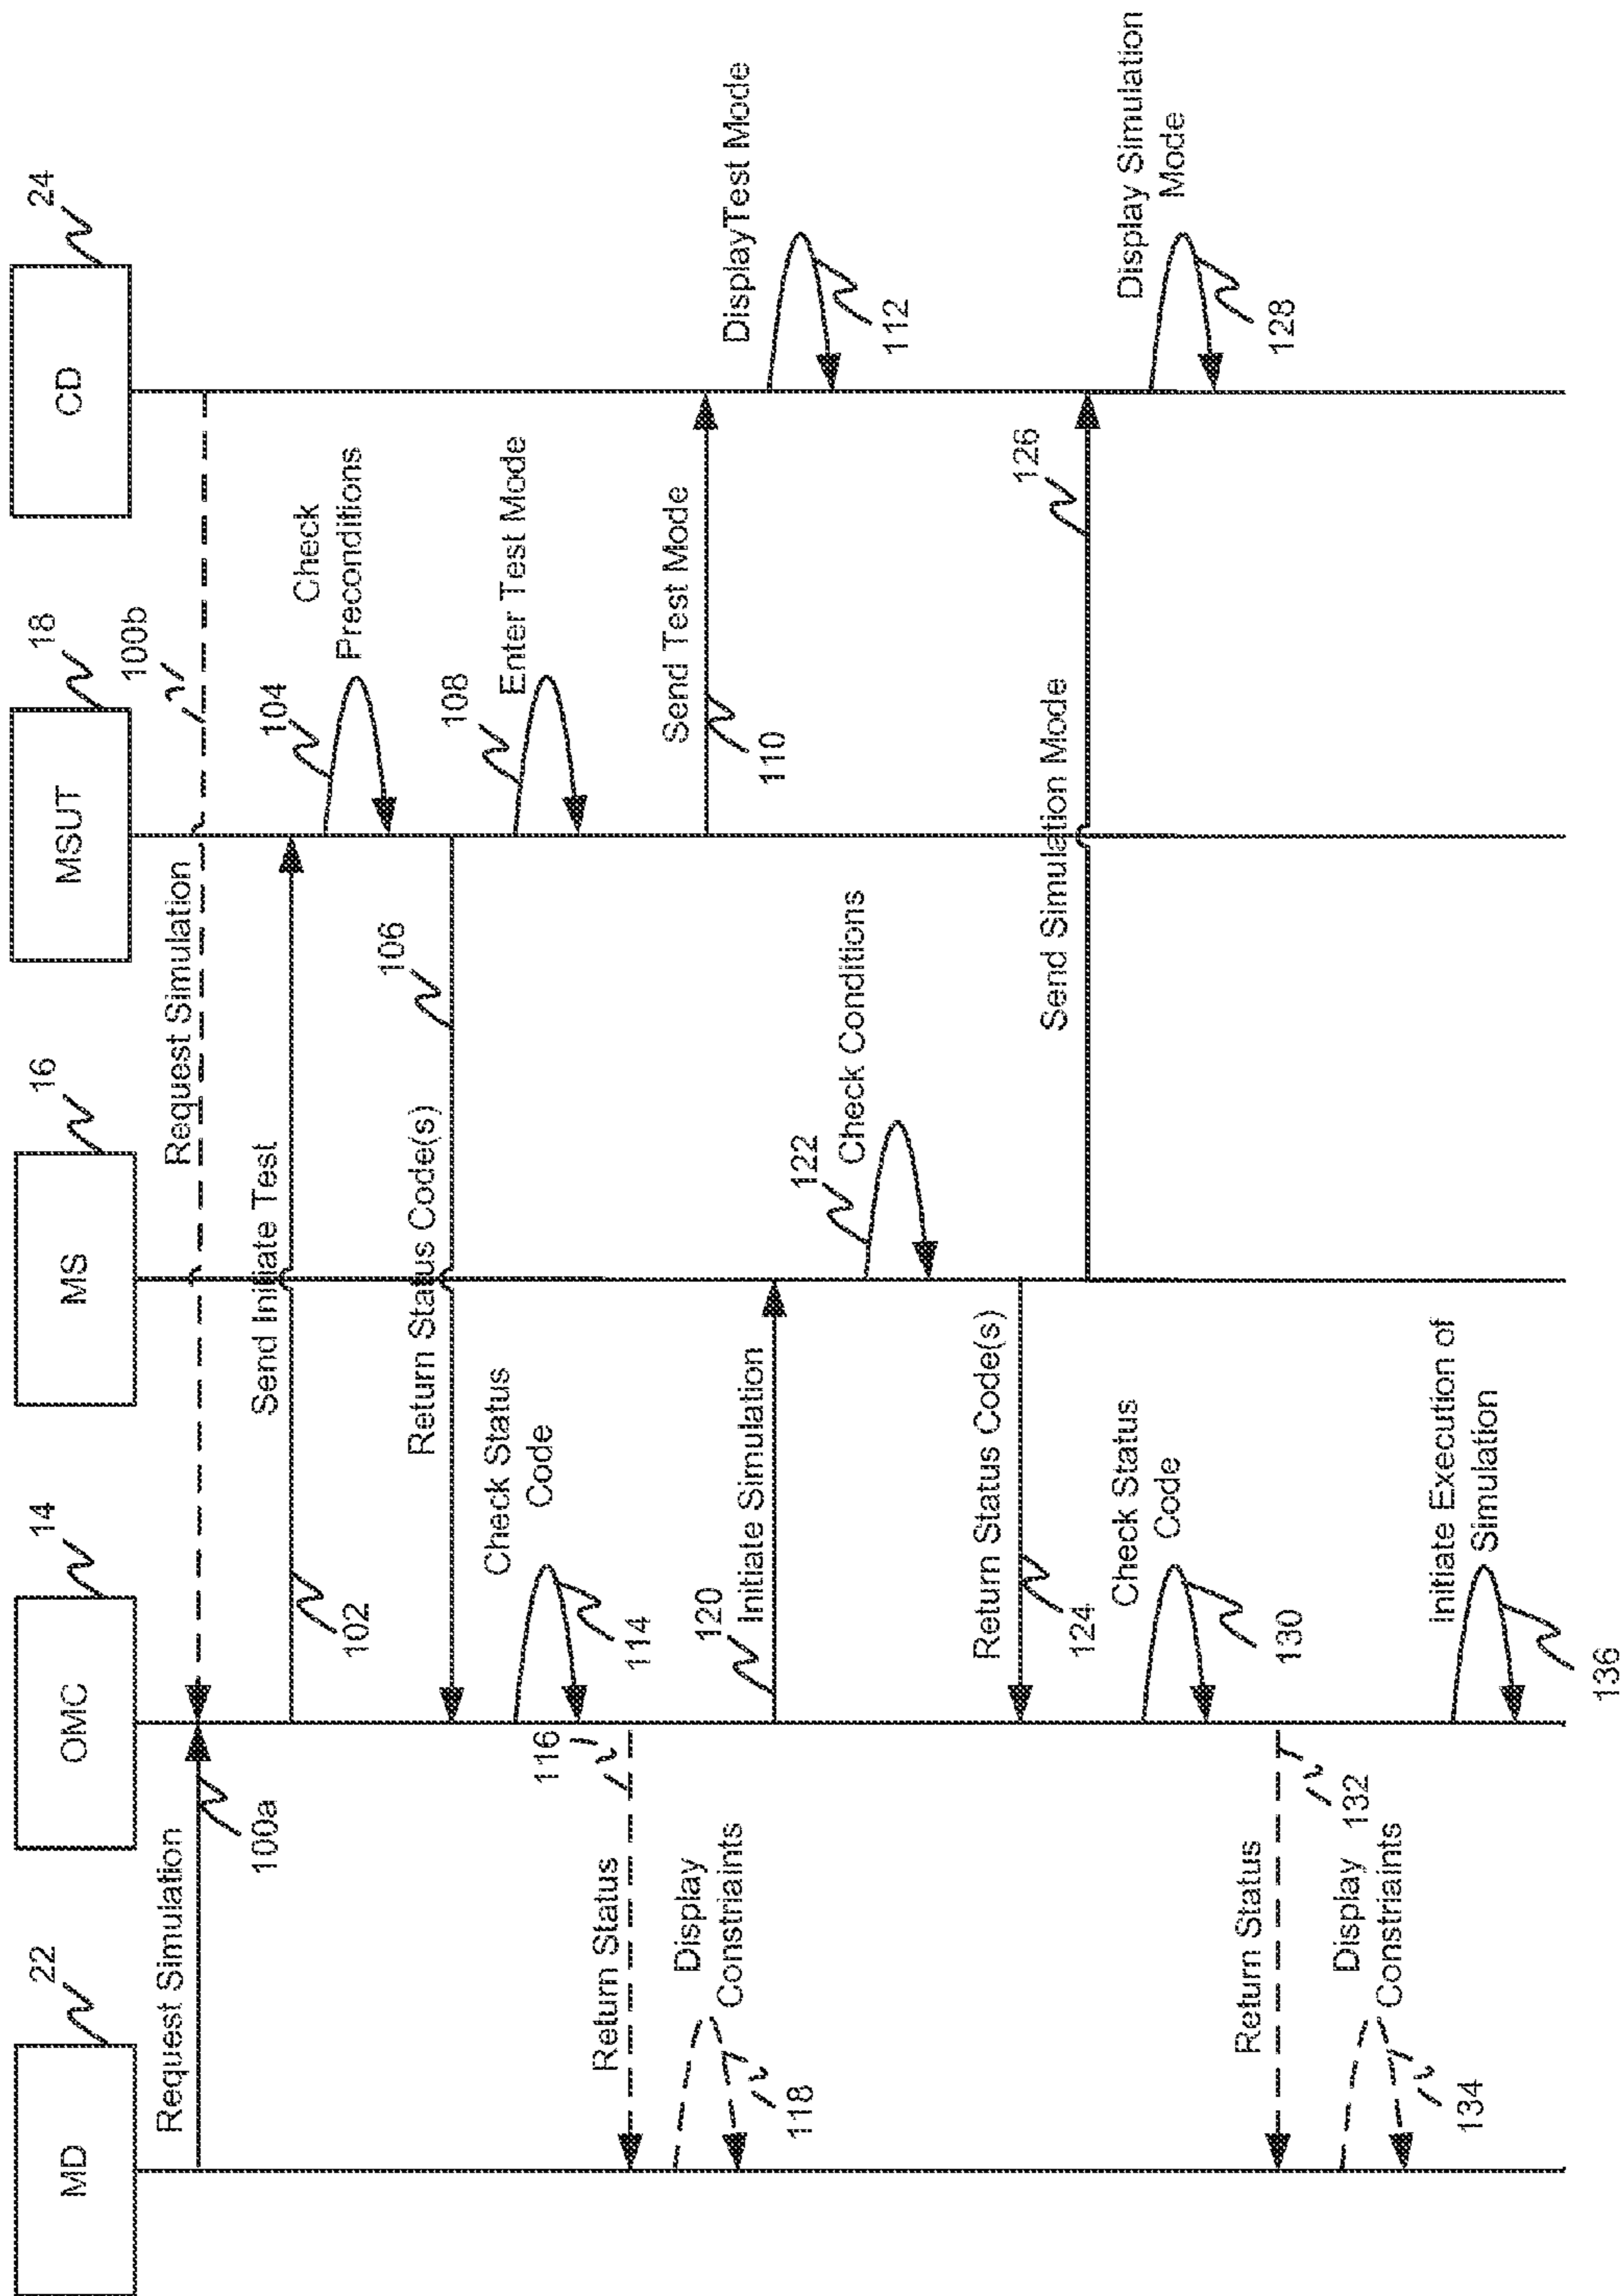 MD
22
OMC
14
MS
16
MSUT
18
CD
24
Request Simulation
100a
Request Simulation
100b
Send Initiate Test
102
104
Check
Preconditions
Return Status Code(s)
106
108
Enter Test Mode
Check Status
Code
114
116
Return Status
Display
Constraints
118
Send Test Mode
110
DisplayTest Mode
112
120
Initiate Simulation
122
Check Conditions
Return Status Code(s)
124
Send Simulation Mode
126
Display Simulation
Mode
128
Check Status
Code
130
Return Status
132
Display
Constriaints
134
Initiate Execution of
Simulation
136